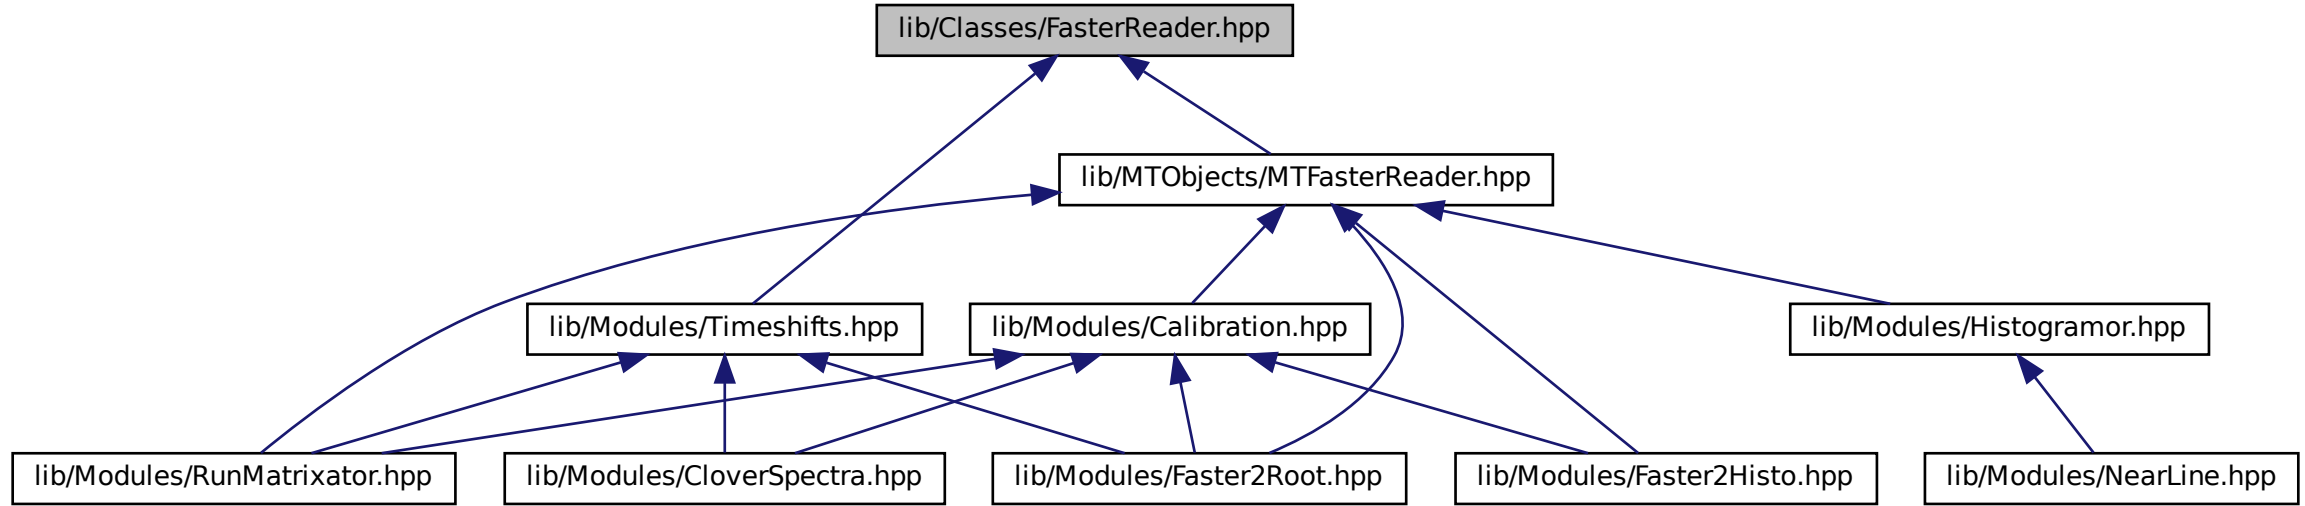 lib/Classes/FasterReader.hpp
lib/MTObjects/MTFasterReader.hpp
lib/Modules/Timeshifts.hpp
lib/Modules/Calibration.hpp
lib/Modules/Histogramor.hpp
lib/Modules/RunMatrixator.hpp
lib/Modules/CloverSpectra.hpp
lib/Modules/Faster2Root.hpp
lib/Modules/Faster2Histo.hpp
lib/Modules/NearLine.hpp